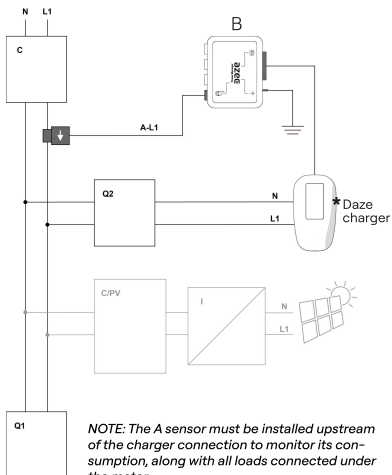 N L1
C
B
daze
A-L1
Q2
N
L1
* Daze
charger
C/PV
I
N
L1
Q1
NOTE: The A sensor must be installed upstream
of the charger connection to monitor its con-
sumption, along with all loads connected under